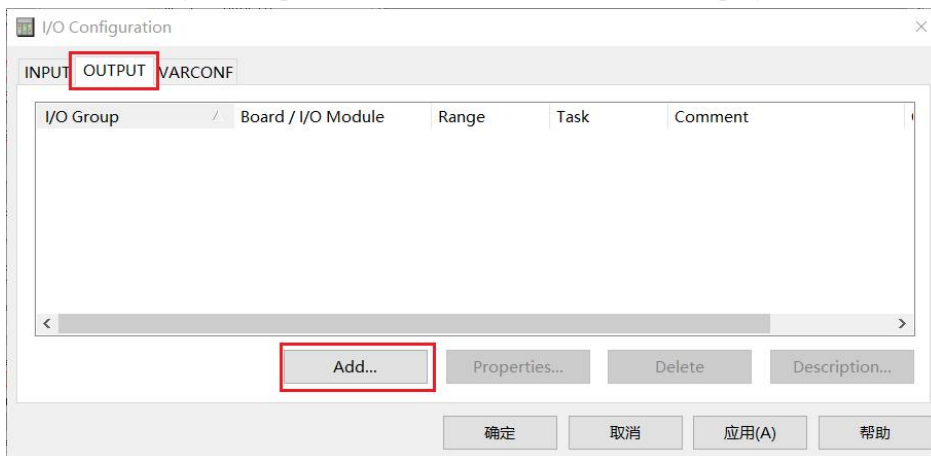 I/O Configuration
INPUT OUTPUT VARCONF
I/O Group Board / I/O Module Range Task Comment
Add... Properties... Delete Description...
确定 取消 应用(A) 帮助